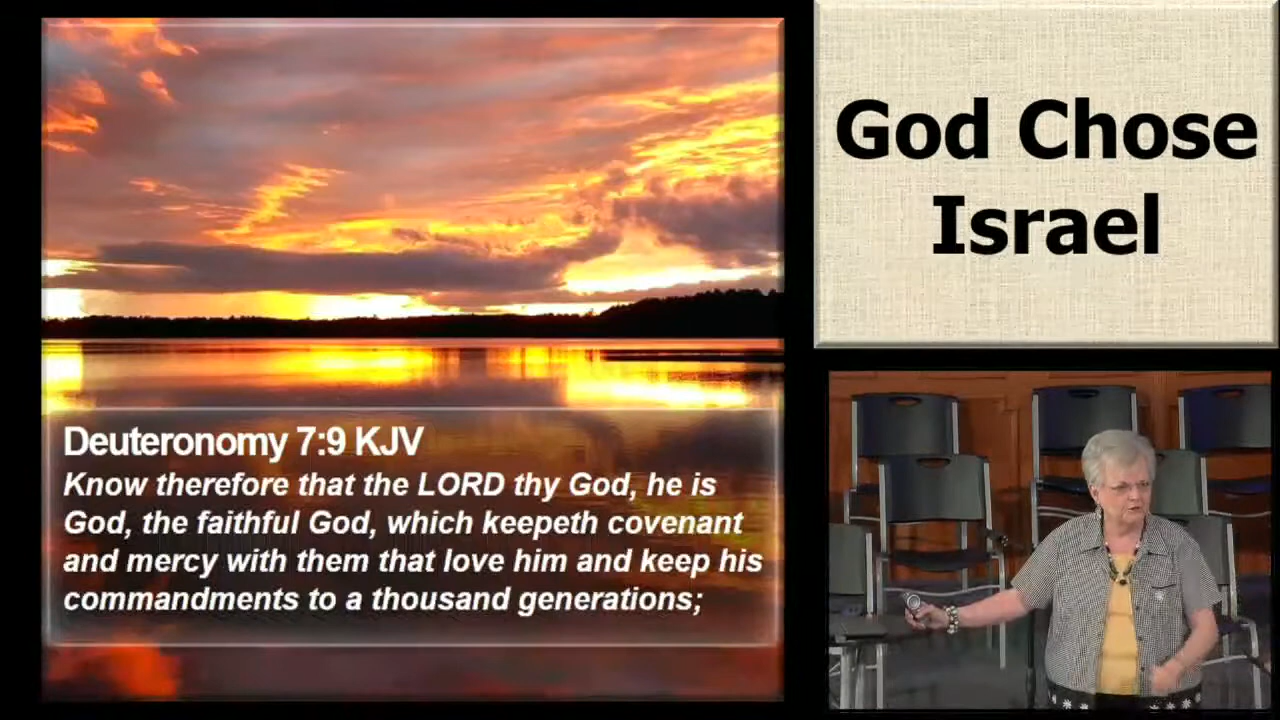 God Chose
Israel
Deuteronomy 7:9 KJV
Know therefore that the LORD thy God, he is
God, the faithful God, which keepeth covenant
and mercy with them that love him and keep his
commandments to a thousand generations;